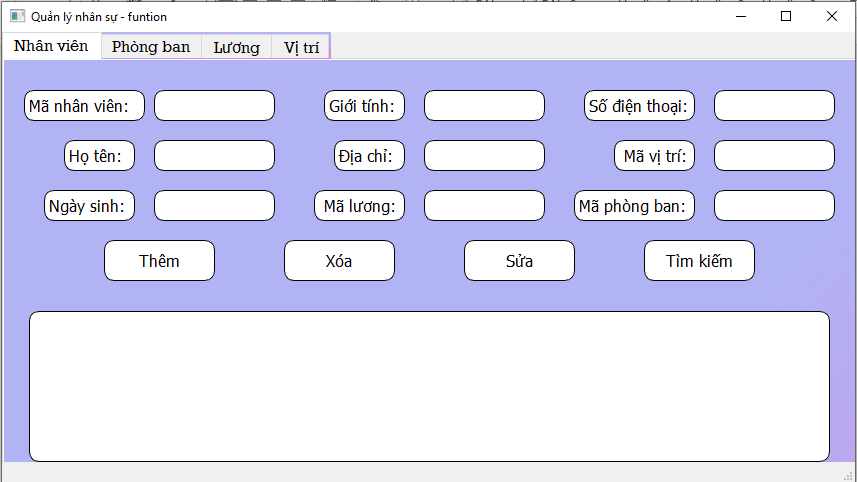 Quản lý nhân sự - funtion
Nhân viên Phòng ban Lương Vị trí
Mã nhân viên: Giới tính: Số điện thoại:
Họ tên: Địa chỉ: Mã vị trí:
Ngày sinh: Mã lương: Mã phòng ban:
Thêm Xóa Sửa Tìm kiếm